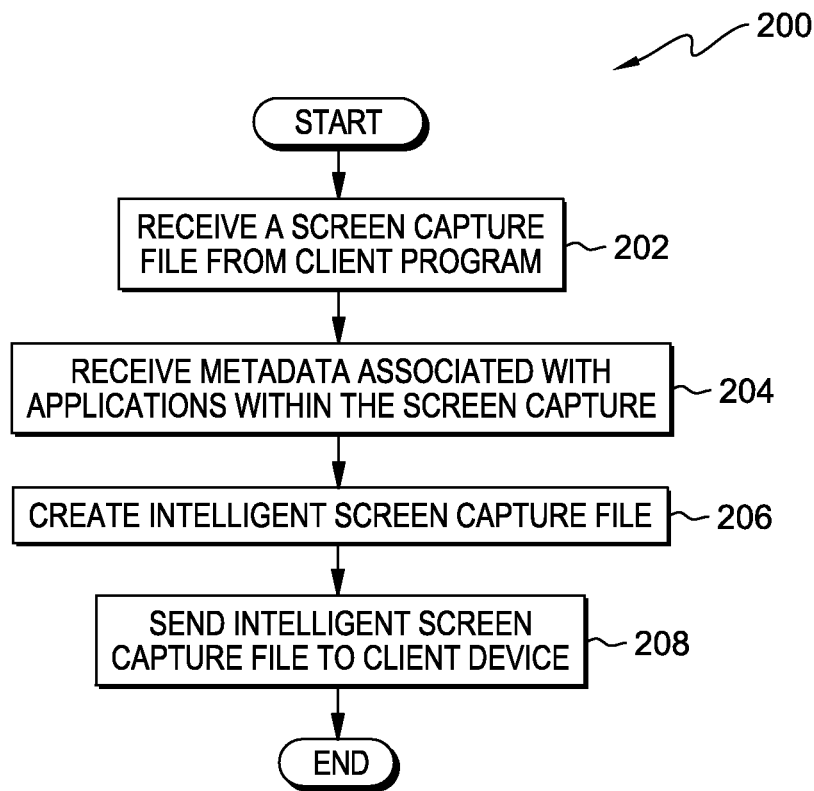 200
START
RECEIVE A SCREEN CAPTURE
FILE FROM CLIENT PROGRAM
202
RECEIVE METADATA ASSOCIATED WITH
APPLICATIONS WITHIN THE SCREEN CAPTURE
204
CREATE INTELLIGENT SCREEN CAPTURE FILE
206
SEND INTELLIGENT SCREEN
CAPTURE FILE TO CLIENT DEVICE
208
END